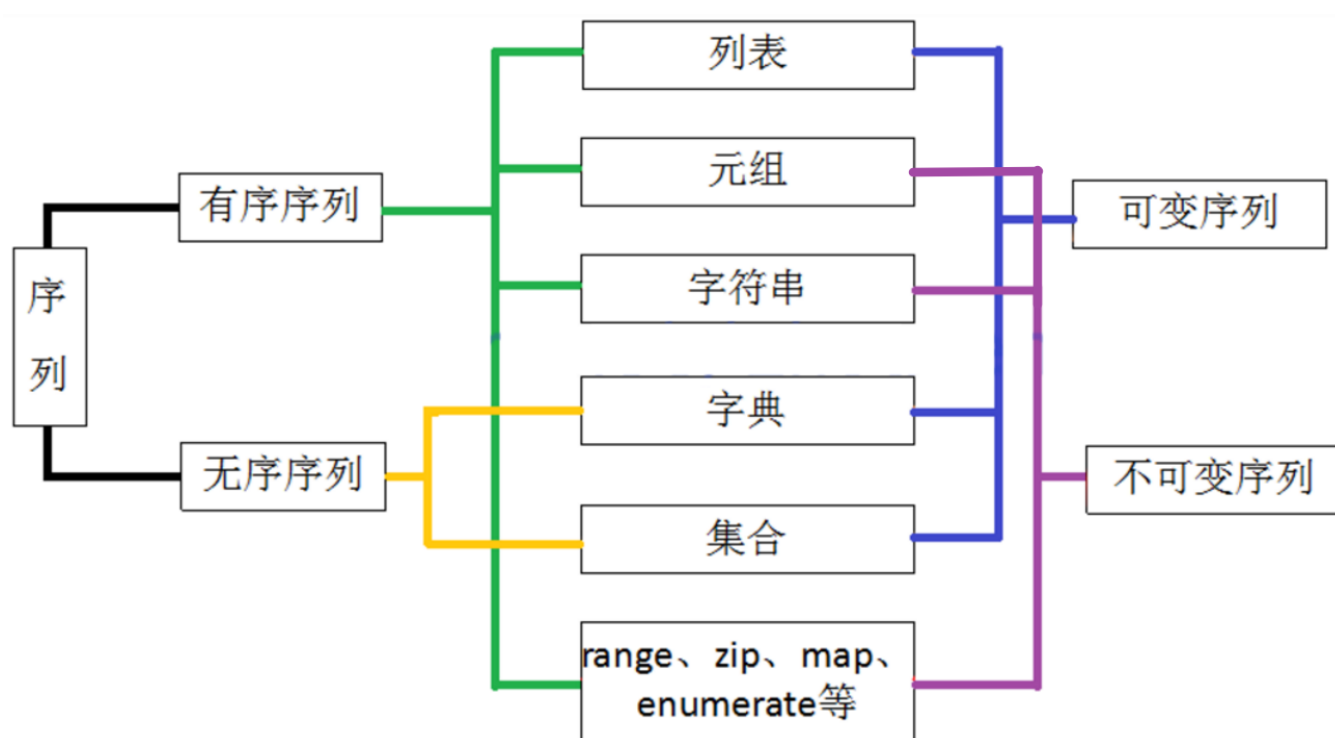 序
列
有序序列
无序序列
列表
元组
字符串
字典
集合
range、zip、map、
enumerate等
可变序列
不可变序列